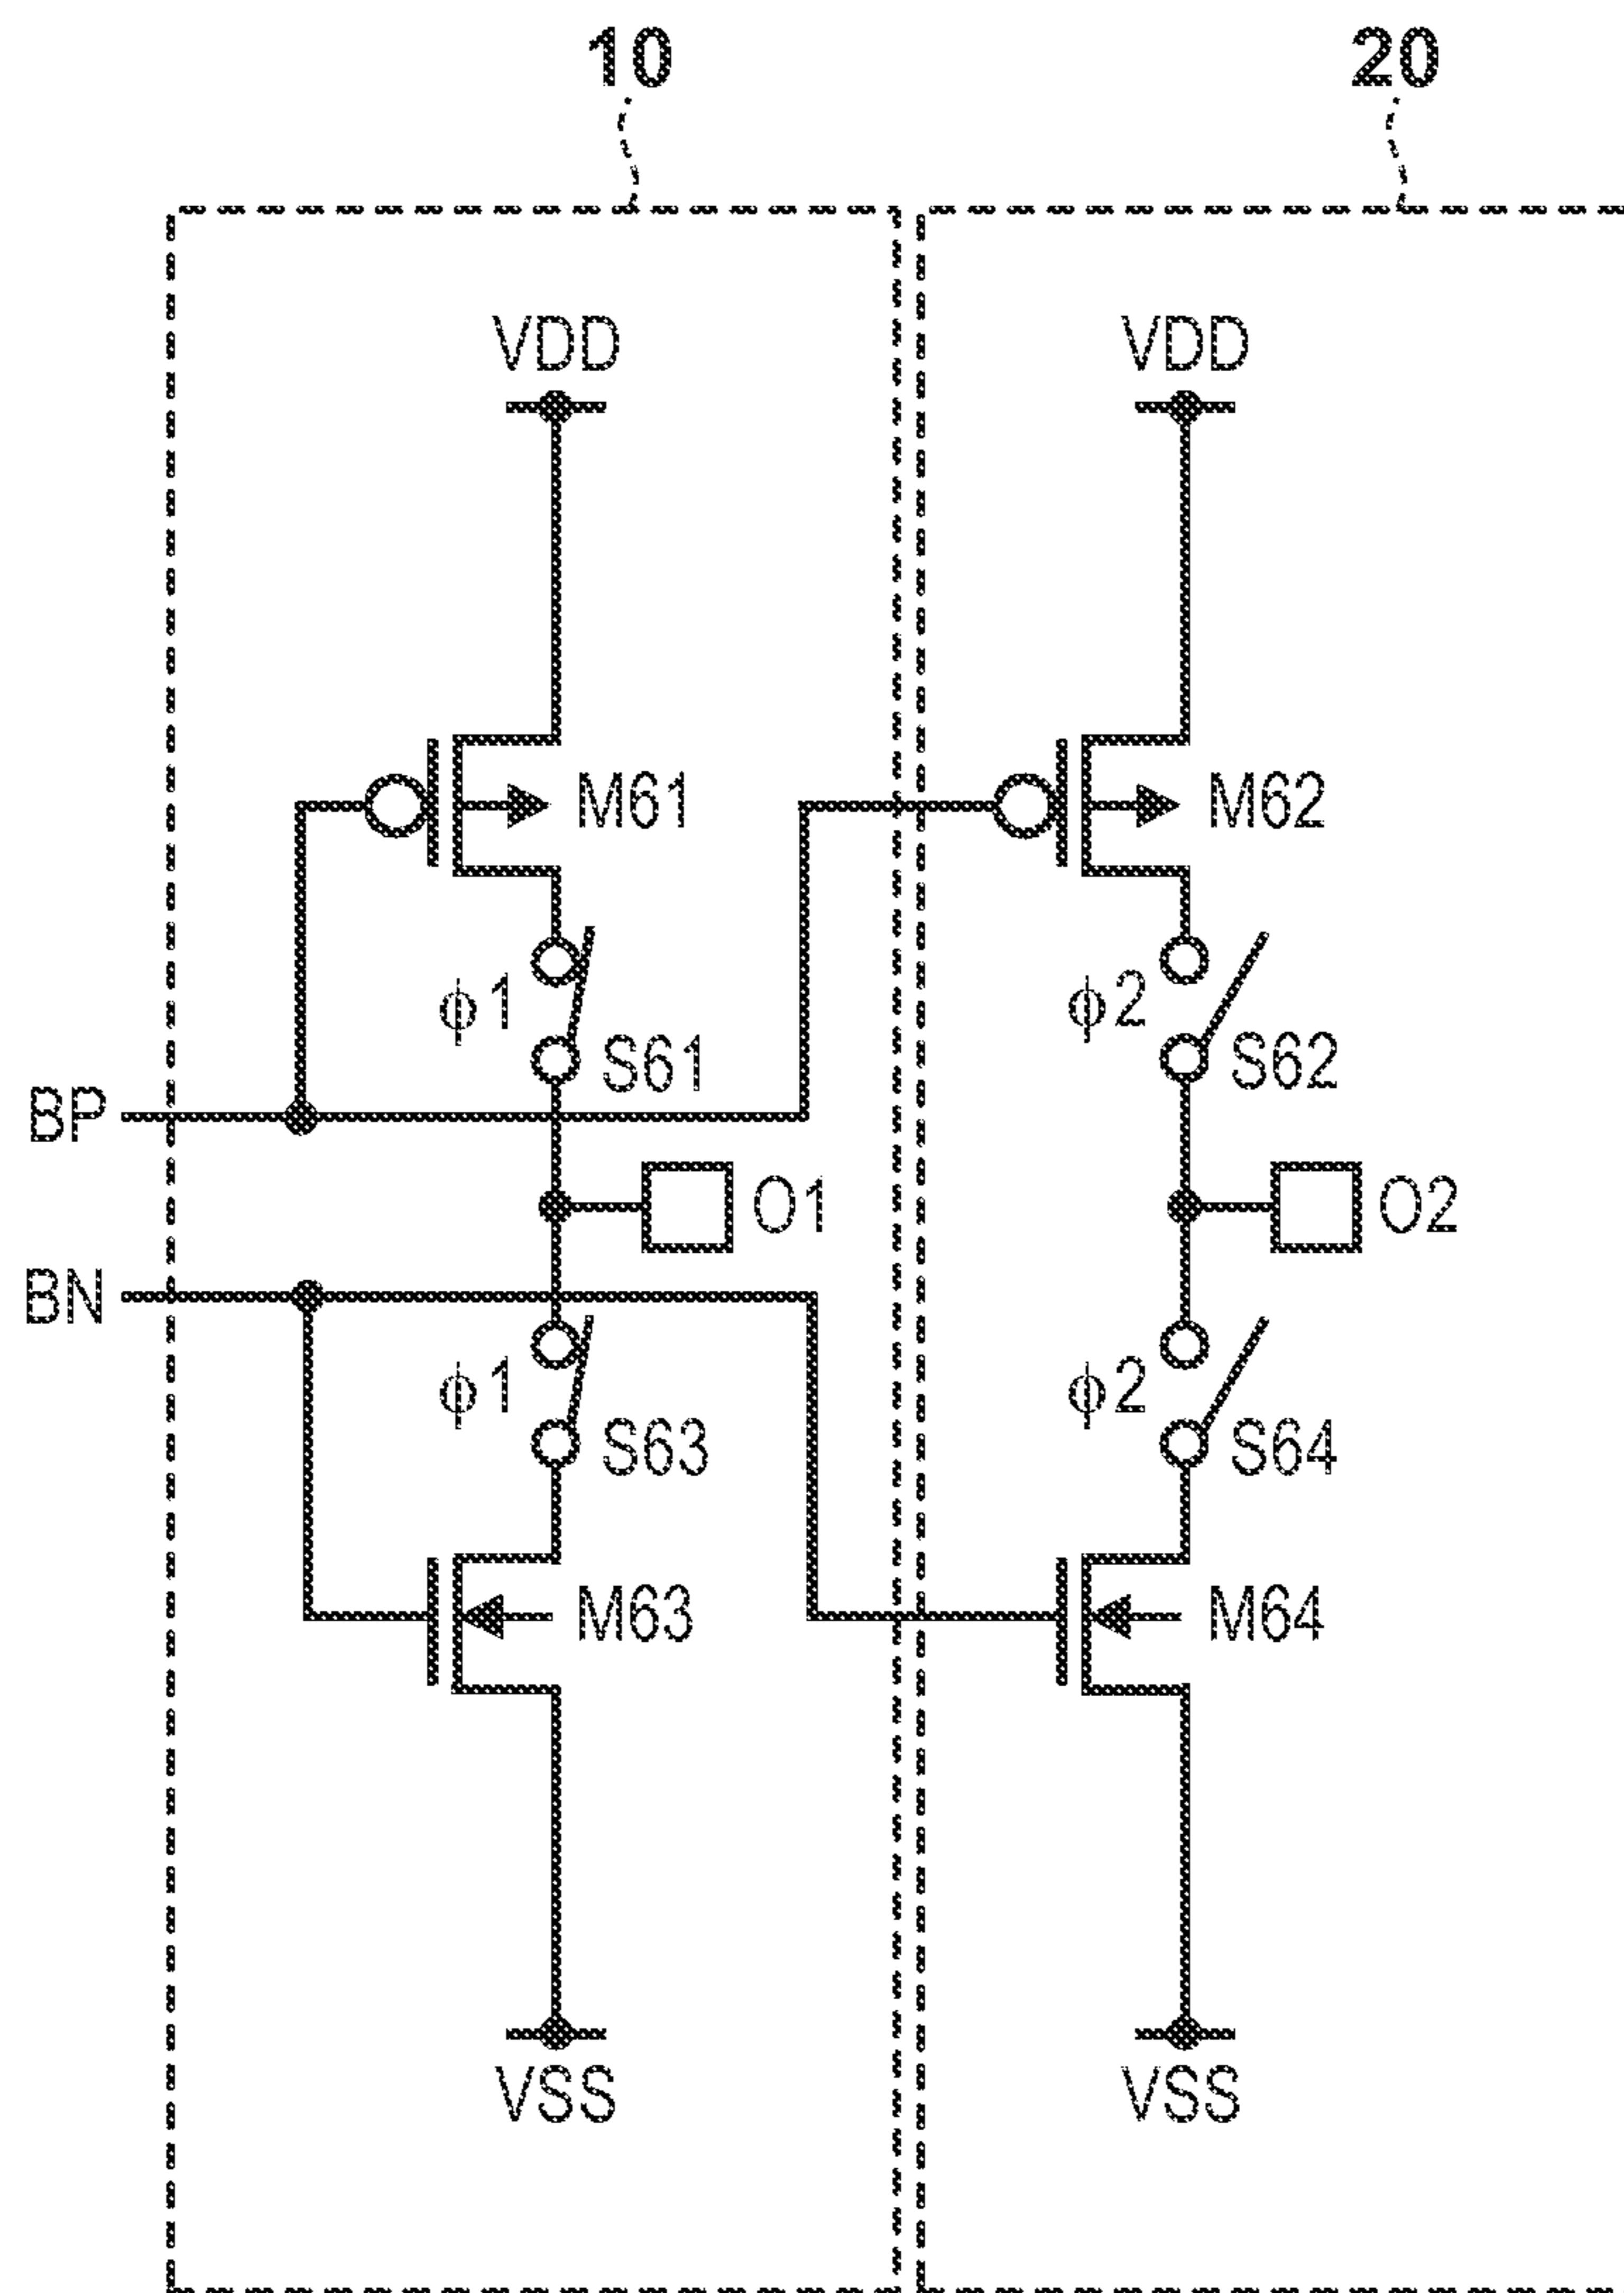 10
20
VDD
VDD
M61
M62
ϕ1
S61
ϕ2
S62
BP
O1
O2
BN
ϕ1
S63
ϕ2
S64
M63
M64
VSS
VSS